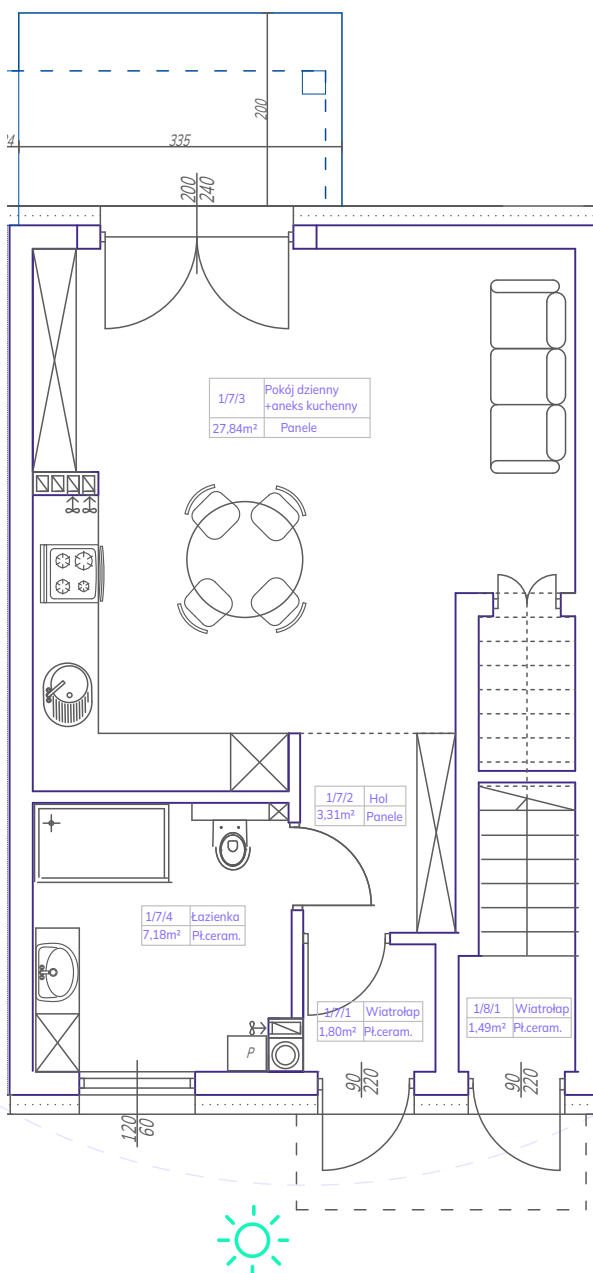 200
335
200
240
1/7/3
Pokój dzienny
+aneks kuchenny
27,84m²
Panele
1/7/2
Hol
3,31m²
Panele
1/7/4
Łazienka
7,18m²
Pł.ceram.
1/7/1
Wiatrołap
1,80m²
Pł.ceram.
1/8/1
Wiatrołap
1,49m²
Pł.ceram.
P
90
220
90
220
120
60